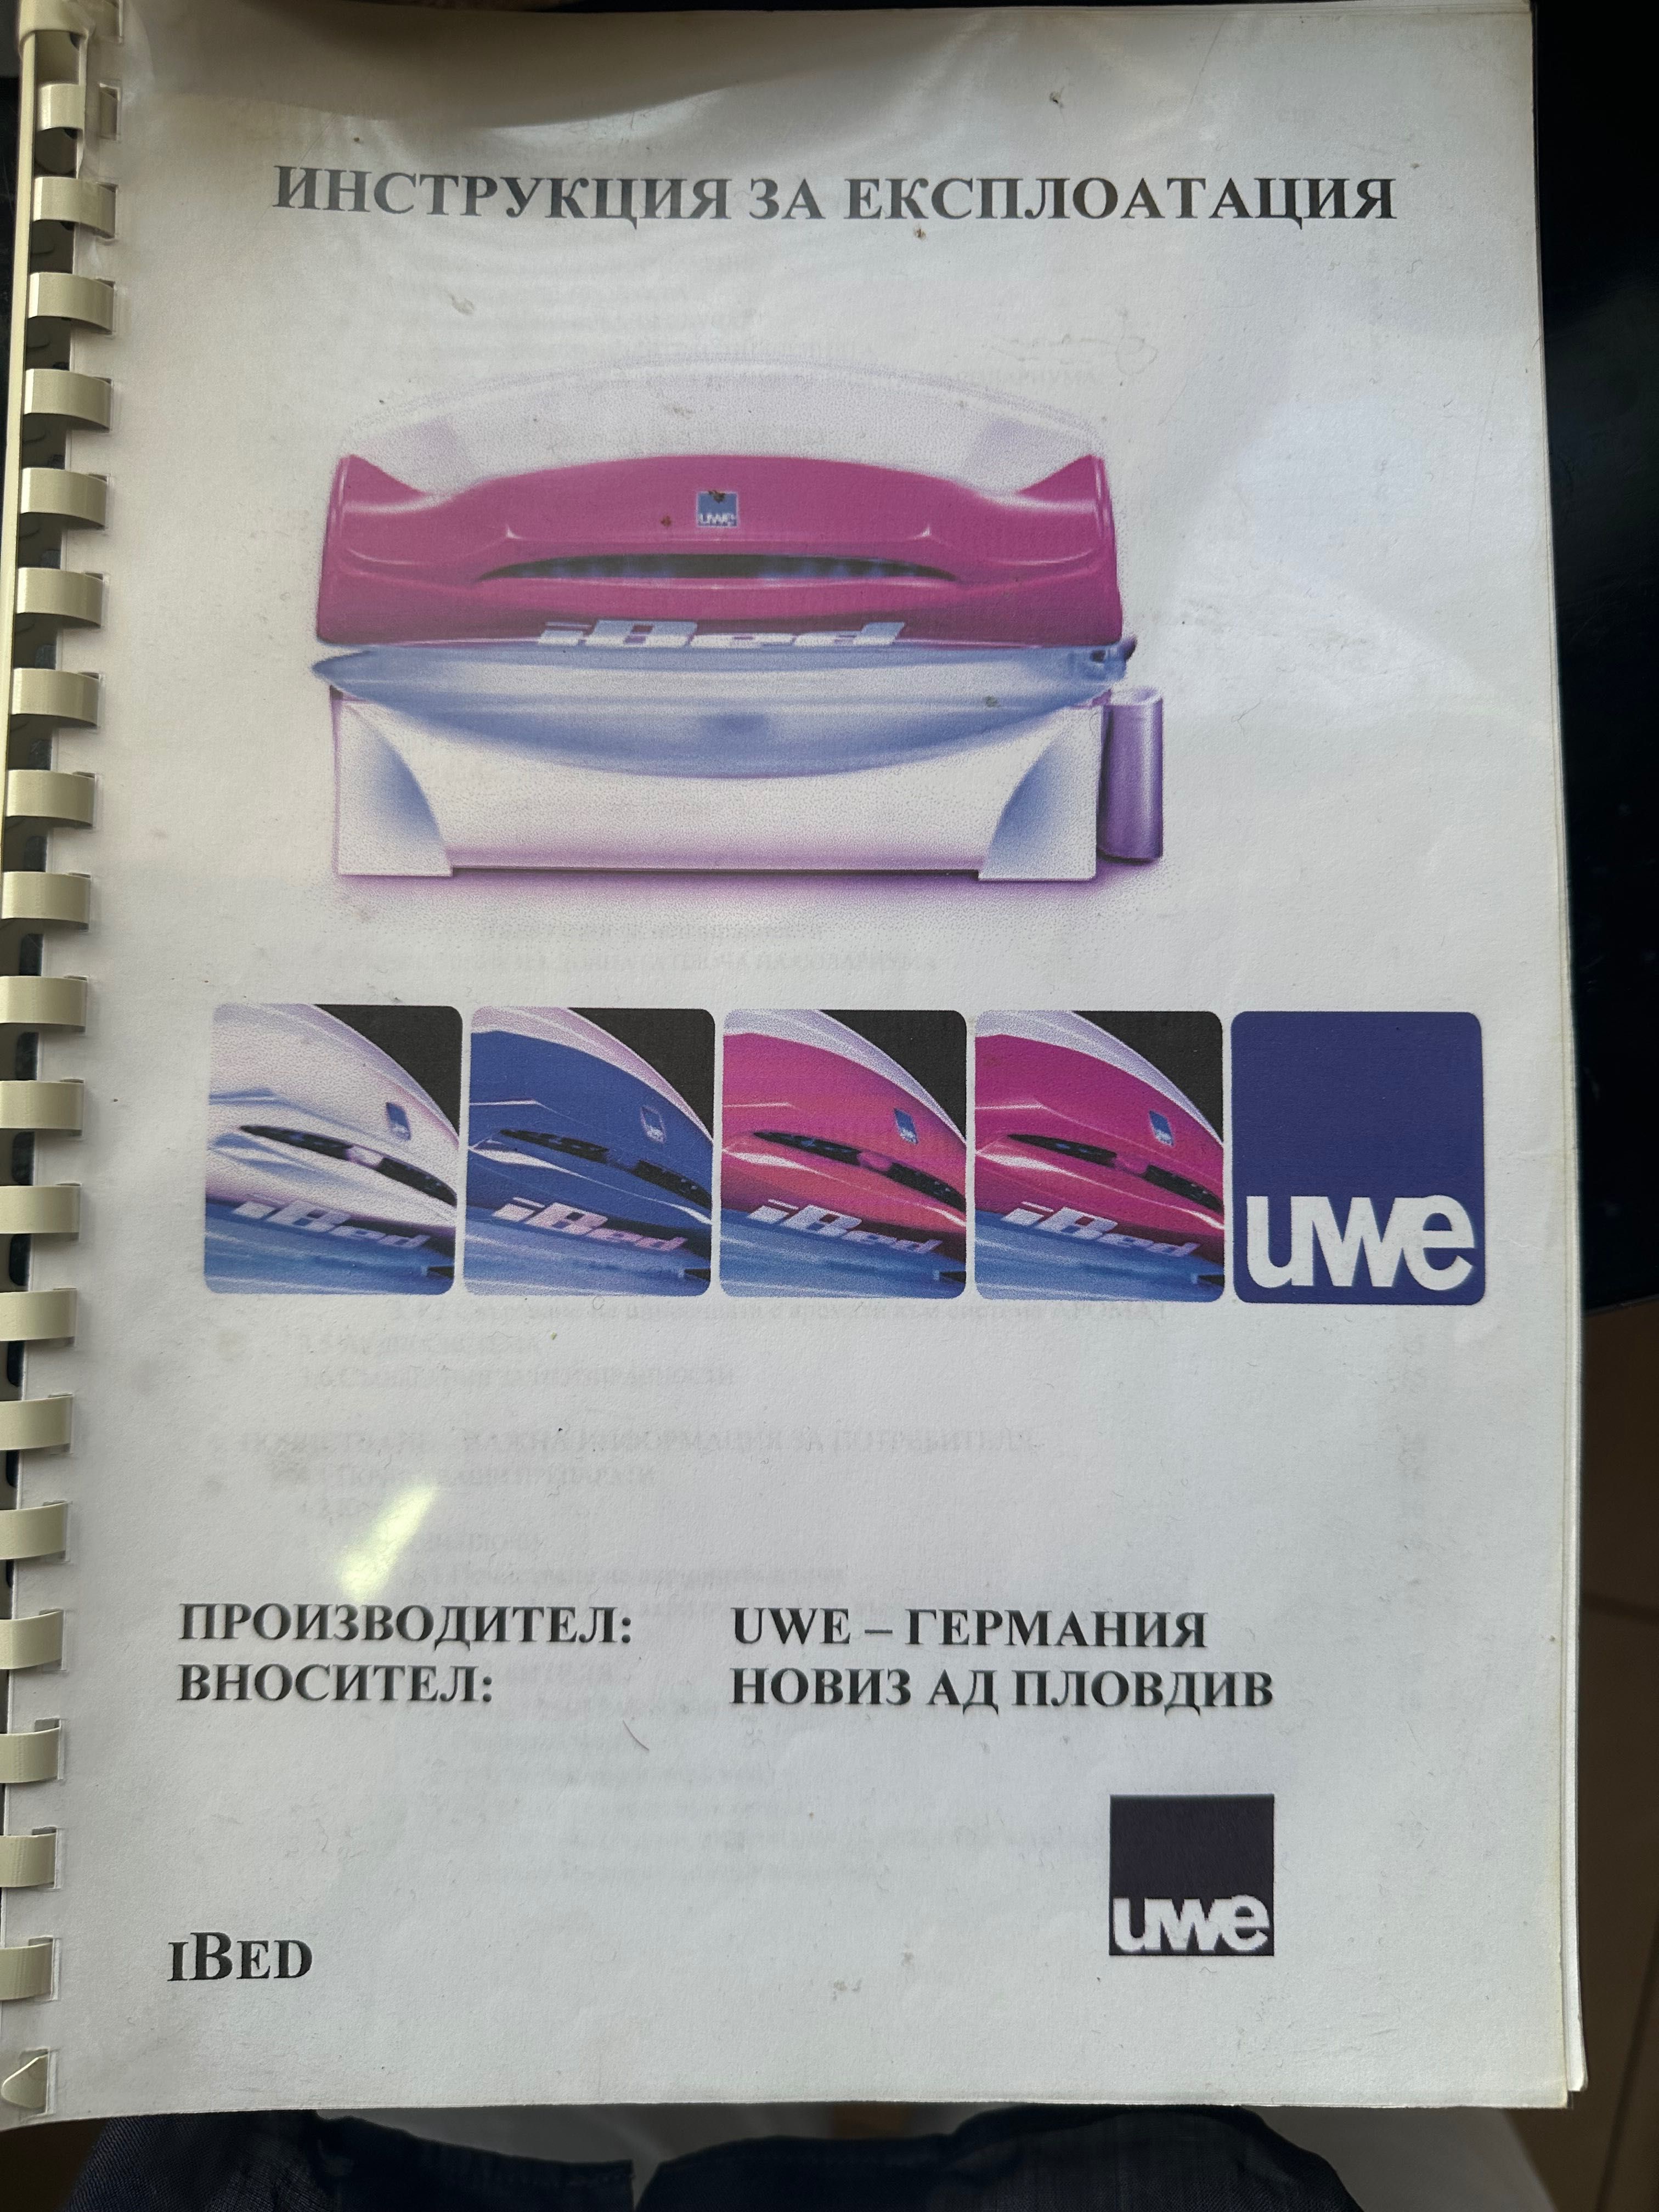 ИНСТРУКЦИЯ ЗА ЕКСПЛОАТАЦИЯ
uwe
iBed
iBed
iBed
iBed
iBed
uwe
ПРОИЗВОДИТЕЛ: UWE – ГЕРМАНИЯ
ВНОСИТЕЛ: НОВИЗ АД ПЛОВДИВ
uwe
IBED